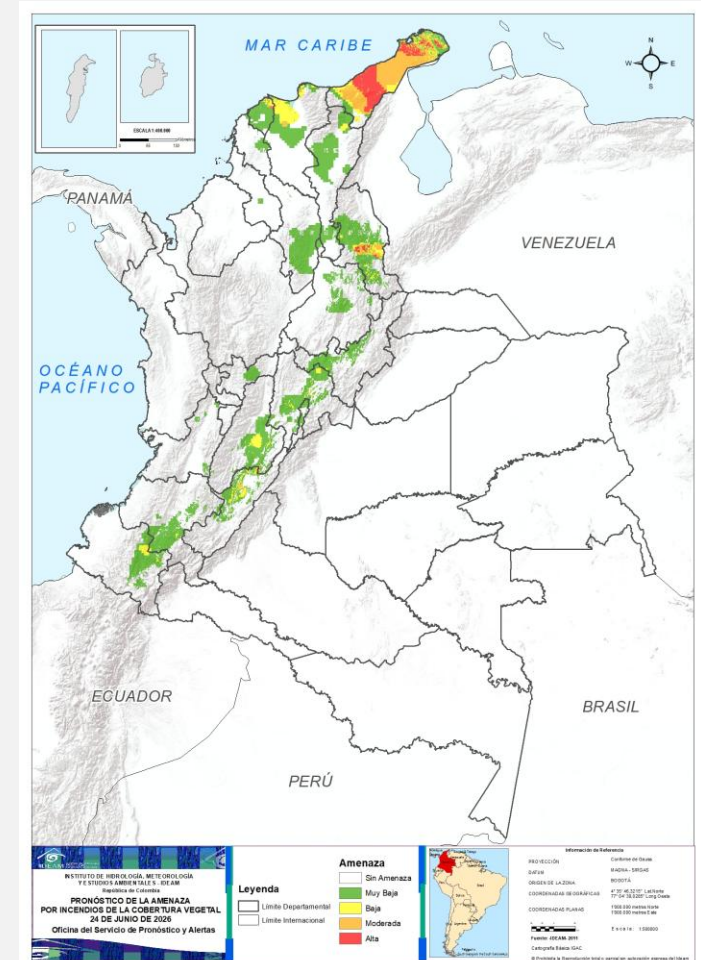 MAR CARIBE
N
W
E
S
ESCALA 1:400.000
PANAMÁ
VENEZUELA
OCÉANO
PACÍFICO
ECUADOR
BRASIL
PERÚ
INSTITUTO DE HIDROLOGÍA, METEOROLOGÍA
Y ESTUDIOS AMBIENTALES - IDEAM
República de Colombia
PRONÓSTICO DE LA AMENAZA
POR INCENDIOS DE LA COBERTURA VEGETAL
24 DE JUNIO DE 2026
Oficina del Servicio de Pronóstico y Alertas
Leyenda
Límite Departamental
Límite Internacional
Amenaza
Sin Amenaza
Muy Baja
Baja
Moderada
Alta
Información de Referencia
PROYECCIÓN Conforme de Gauss
DATUM MAGNA - SIRGAS
ORIGEN DE LA ZONA BOGOTÁ
COORDENADAS GEOGRÁFICAS
COORDENADAS PLANAS
Fuente: IDEAM
Cartografía Básica IGAC